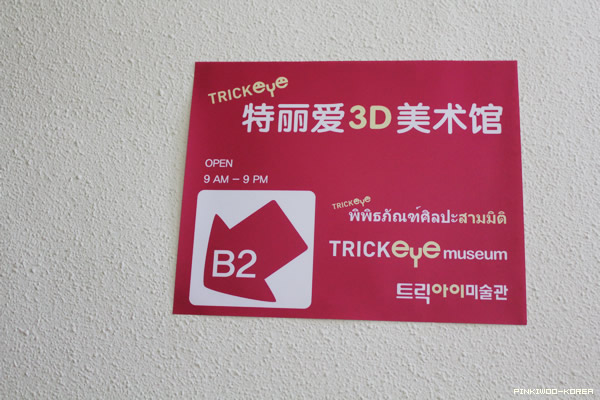 TRICKeye
特丽爱3D美术馆
OPEN
9 AM – 9 PM
B2
TRICKeye
พิพิธภัณฑ์ศิลปะสามมิติ
TRICKeye museum
트릭아이미술관
PINKIWOO-KOREA